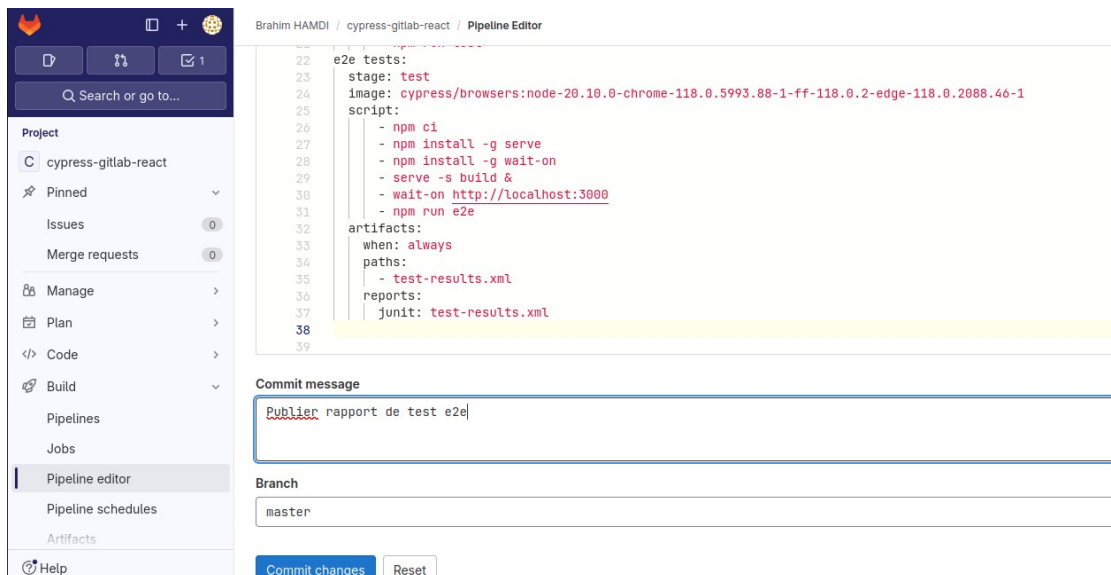 Brahim HAMDI / cypress-gitlab-react / Pipeline Editor
1
Search or go to...
Project
C cypress-gitlab-react
Pinned
Issues 0
Merge requests 0
Manage
Plan
Code
Build
Pipelines
Jobs
Pipeline editor
Pipeline schedules
Artifacts
Help
22 e2e tests:
23 stage: test
24 image: cypress/browsers:node-20.10.0-chrome-118.0.5993.88-1-ff-118.0.2-edge-118.0.2088.46-1
25 script:
26 - npm ci
27 - npm install -g serve
28 - npm install -g wait-on
29 - serve -s build &
30 - wait-on http://localhost:3000
31 - npm run e2e
32 artifacts:
33 when: always
34 paths:
35 - test-results.xml
36 reports:
37 junit: test-results.xml
38
39
Commit message
Publier rapport de test e2e
Branch
master
Commit changes Reset